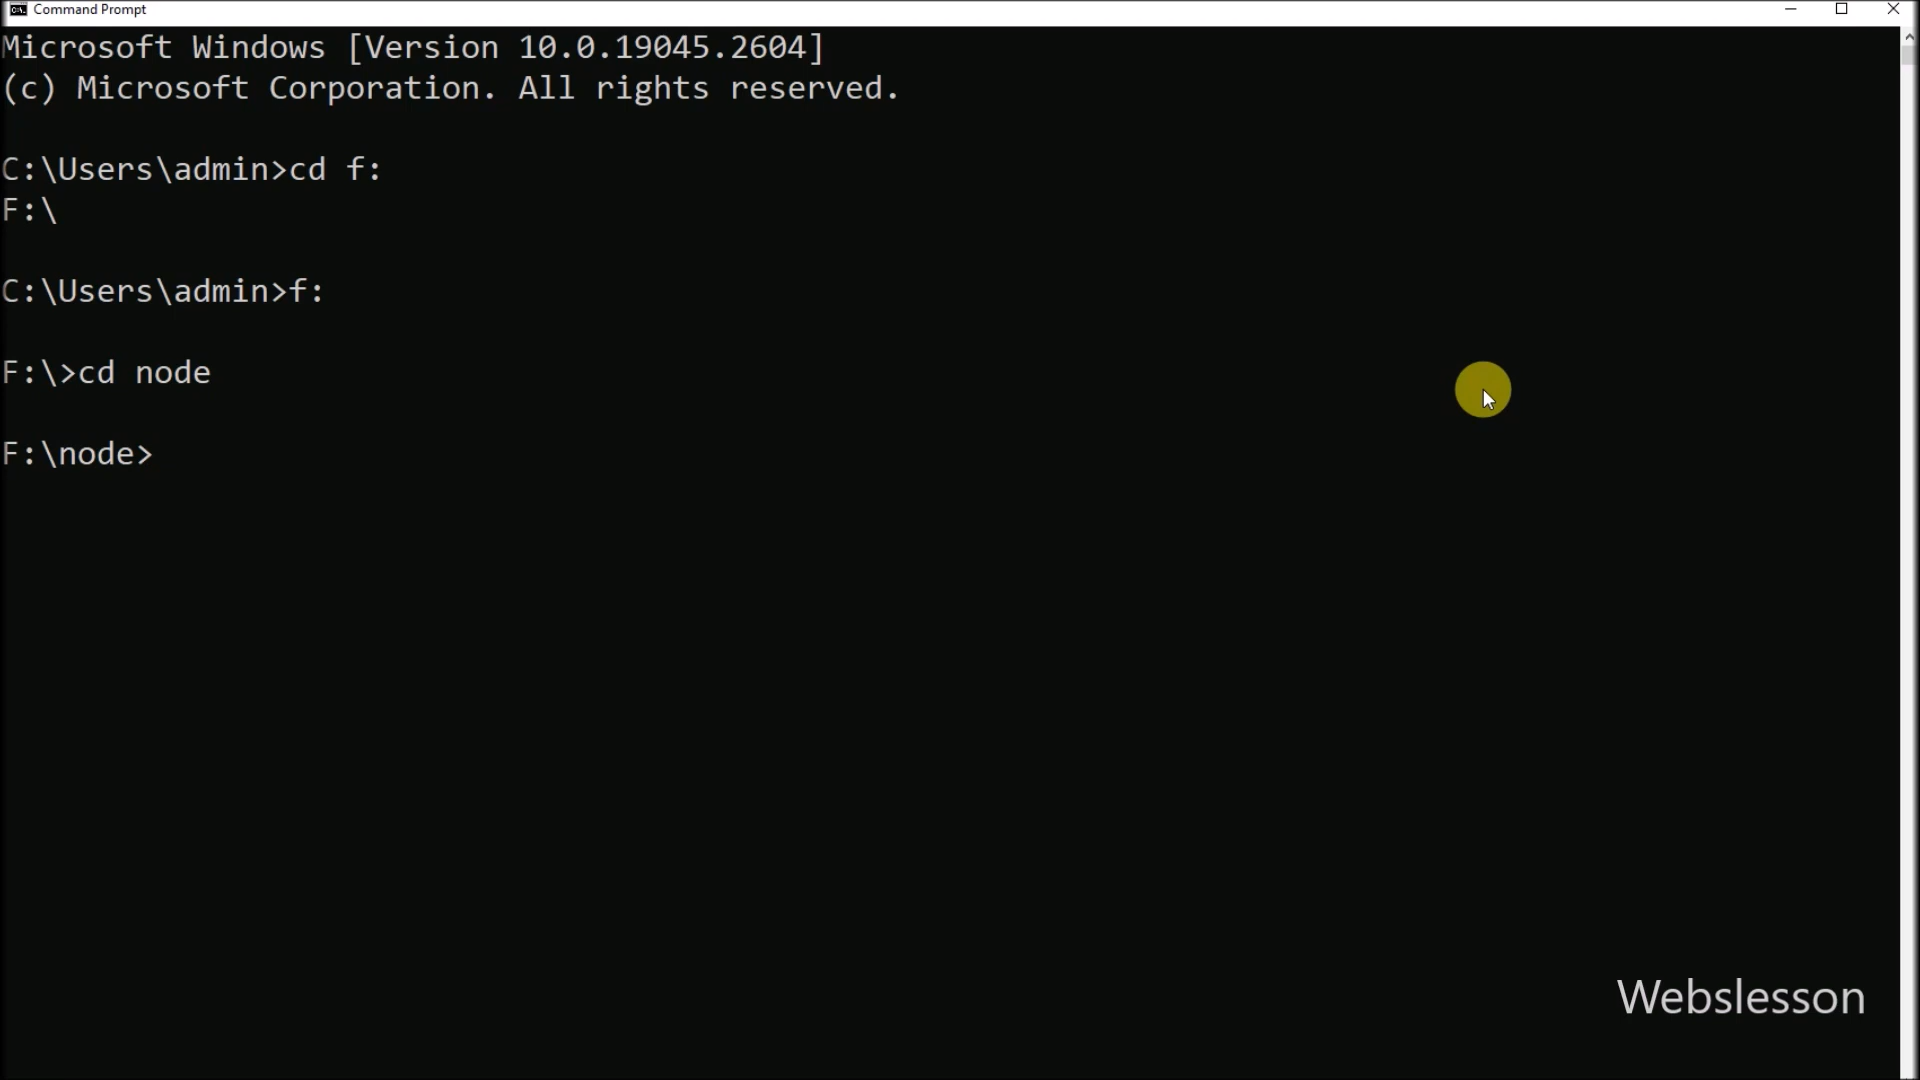 Command Prompt
Microsoft Windows [Version 10.0.19045.2604]
(c) Microsoft Corporation. All rights reserved.
C:\Users\admin>cd f:
F:\
C:\Users\admin>f:
F:\>cd node
F:\node>
Webslesson